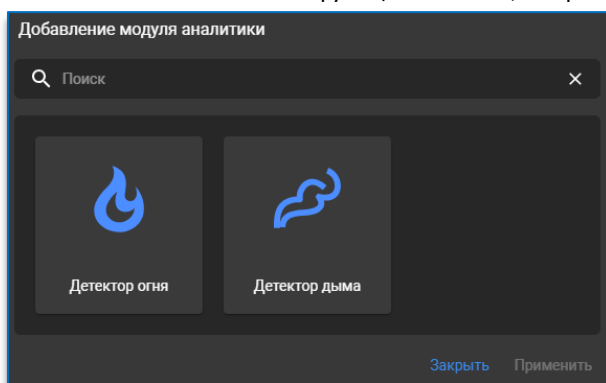 Добавление модуля аналитики
Поиск
Детектор огня
Детектор дыма
Закрыть Применить